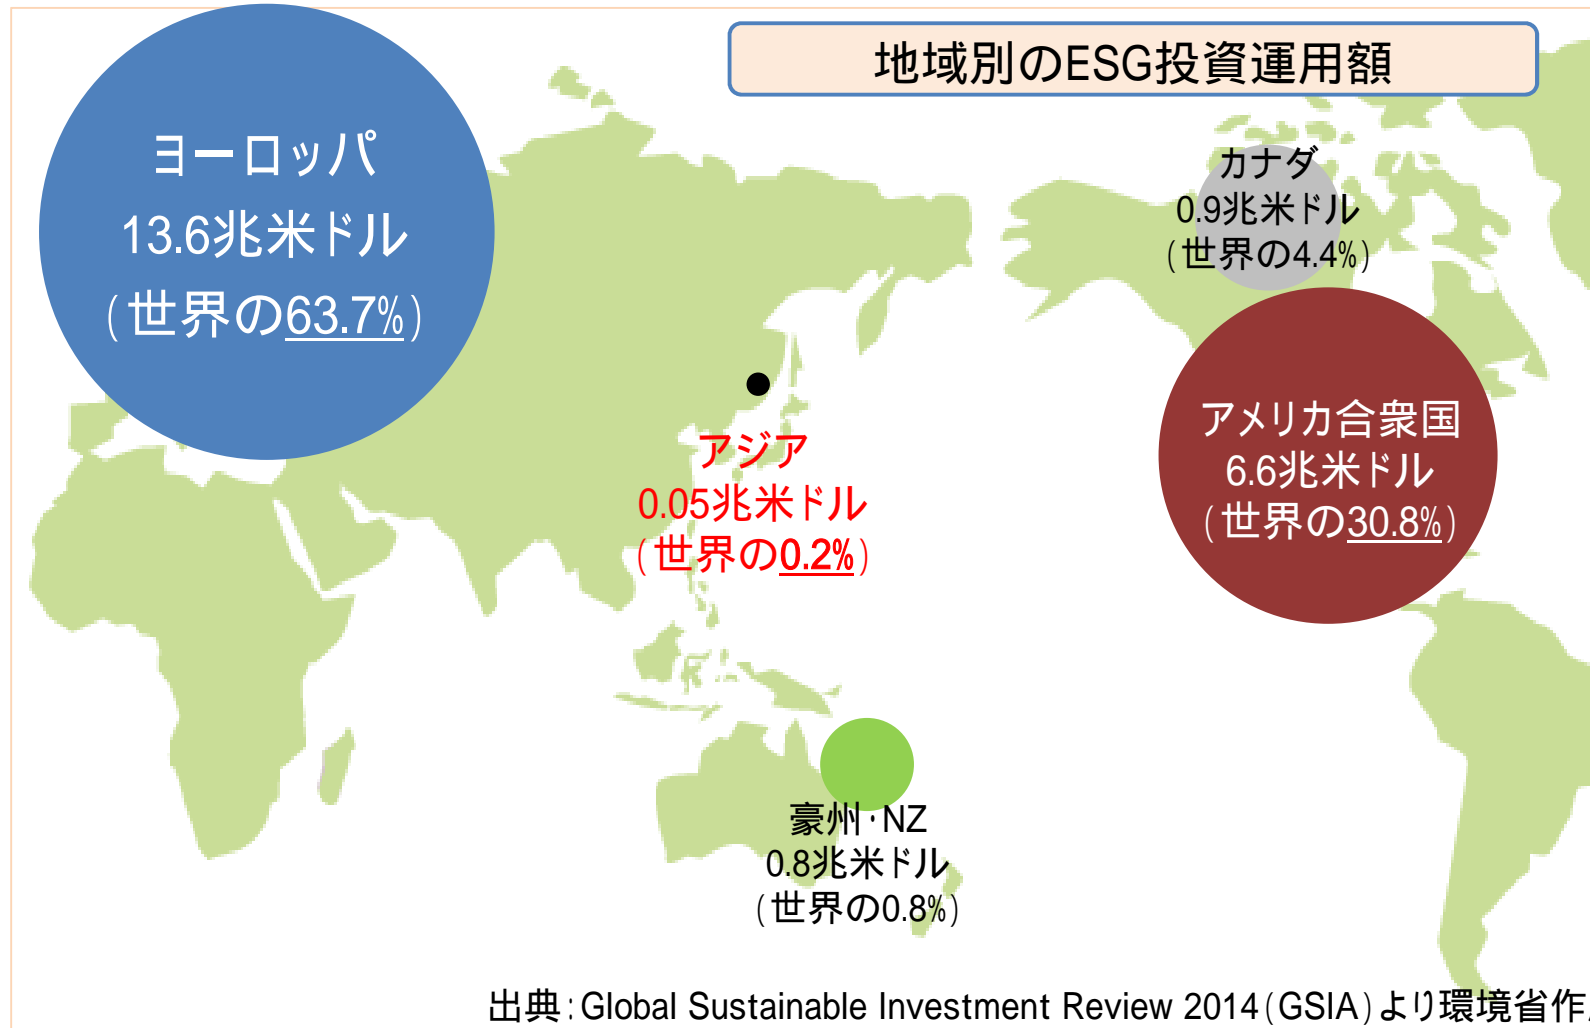 地域別のESG投資運用額
ヨーロッパ
13.6兆米ドル
(世界の63.7%)
カナダ
0.9兆米ドル
(世界の4.4%)
アメリカ合衆国
6.6兆米ドル
(世界の30.8%)
アジア
0.05兆米ドル
(世界の0.2%)
豪州・NZ
0.8兆米ドル
(世界の0.8%)
出典:Global Sustainable Investment Review 2014(GSIA)より環境省作